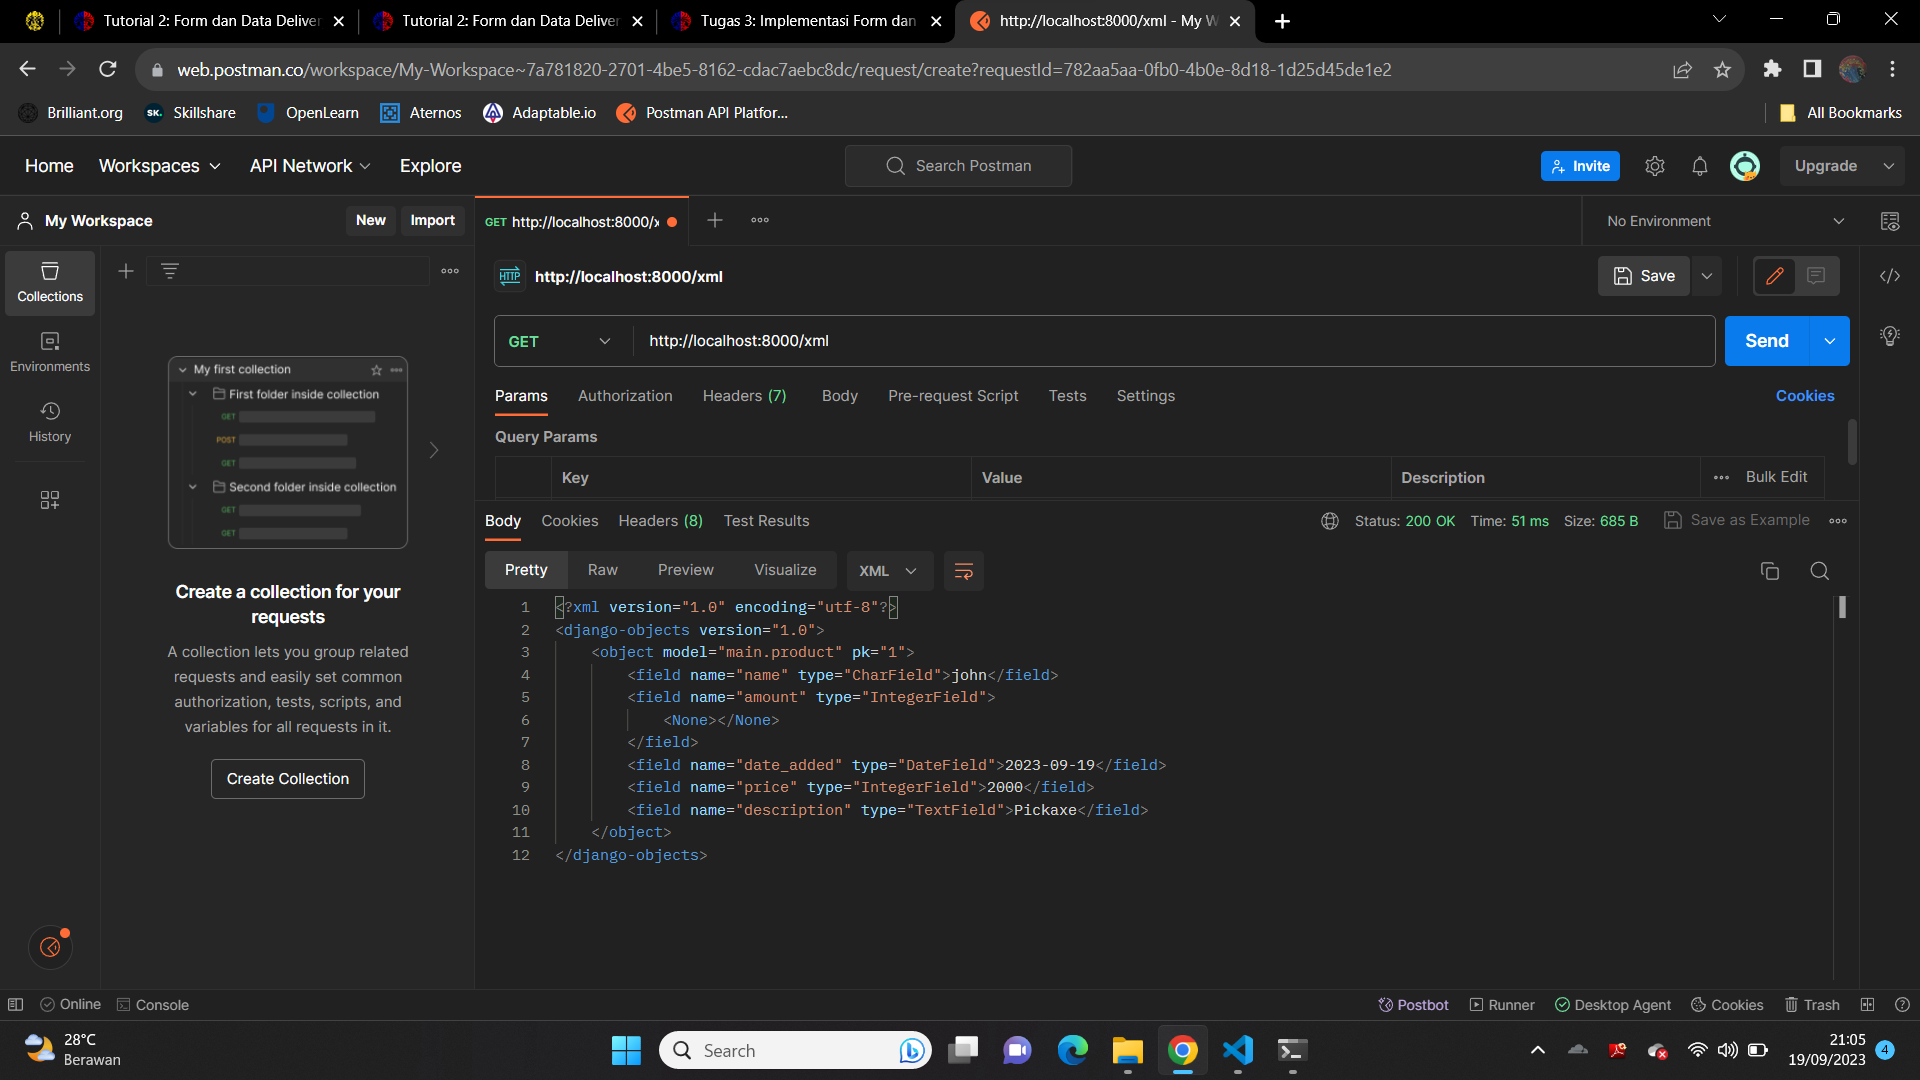 Tutorial 2: Form dan Data Deliver
Tutorial 2: Form dan Data Deliver
Tugas 3: Implementasi Form dan
http://localhost:8000/xml - My W
web.postman.co/workspace/My-Workspace~7a781820-2701-4be5-8162-cdac7aebc8dc/request/create?requestId=782aa5aa-0fb0-4b0e-8d18-1d25d45de1e2
Brilliant.org
SK.
Skillshare
OpenLearn
Aternos
Adaptable.io
Postman API Platfor...
All Bookmarks
Home
Workspaces
API Network
Explore
Search Postman
Invite
Upgrade
My Workspace
New
Import
GET http://localhost:8000/x
No Environment
Collections
Environments
History
My first collection
First folder inside collection
GET
POST
GET
Second folder inside collection
GET
GET
Create a collection for your
requests
A collection lets you group related
requests and easily set common
authorization, tests, scripts, and
variables for all requests in it.
Create Collection
HTTP
http://localhost:8000/xml
Save
GET
http://localhost:8000/xml
Send
Params
Authorization
Headers (7)
Body
Pre-request Script
Tests
Settings
Cookies
Query Params
Key
Value
Description
Bulk Edit
Body
Cookies
Headers (8)
Test Results
Status: 200 OK
Time: 51 ms
Size: 685 B
Save as Example
Pretty
Raw
Preview
Visualize
XML
1 <?xml version="1.0" encoding="utf-8"?>
2 <django-objects version="1.0">
3 <object model="main.product" pk="1">
4 <field name="name" type="CharField">john</field>
5 <field name="amount" type="IntegerField">
6 <None></None>
7 </field>
8 <field name="date_added" type="DateField">2023-09-19</field>
9 <field name="price" type="IntegerField">2000</field>
10 <field name="description" type="TextField">Pickaxe</field>
11 </object>
12 </django-objects>
Online
Console
Postbot
Runner
Desktop Agent
Cookies
Trash
28°C
Berawan
Search
21:05
19/09/2023
4